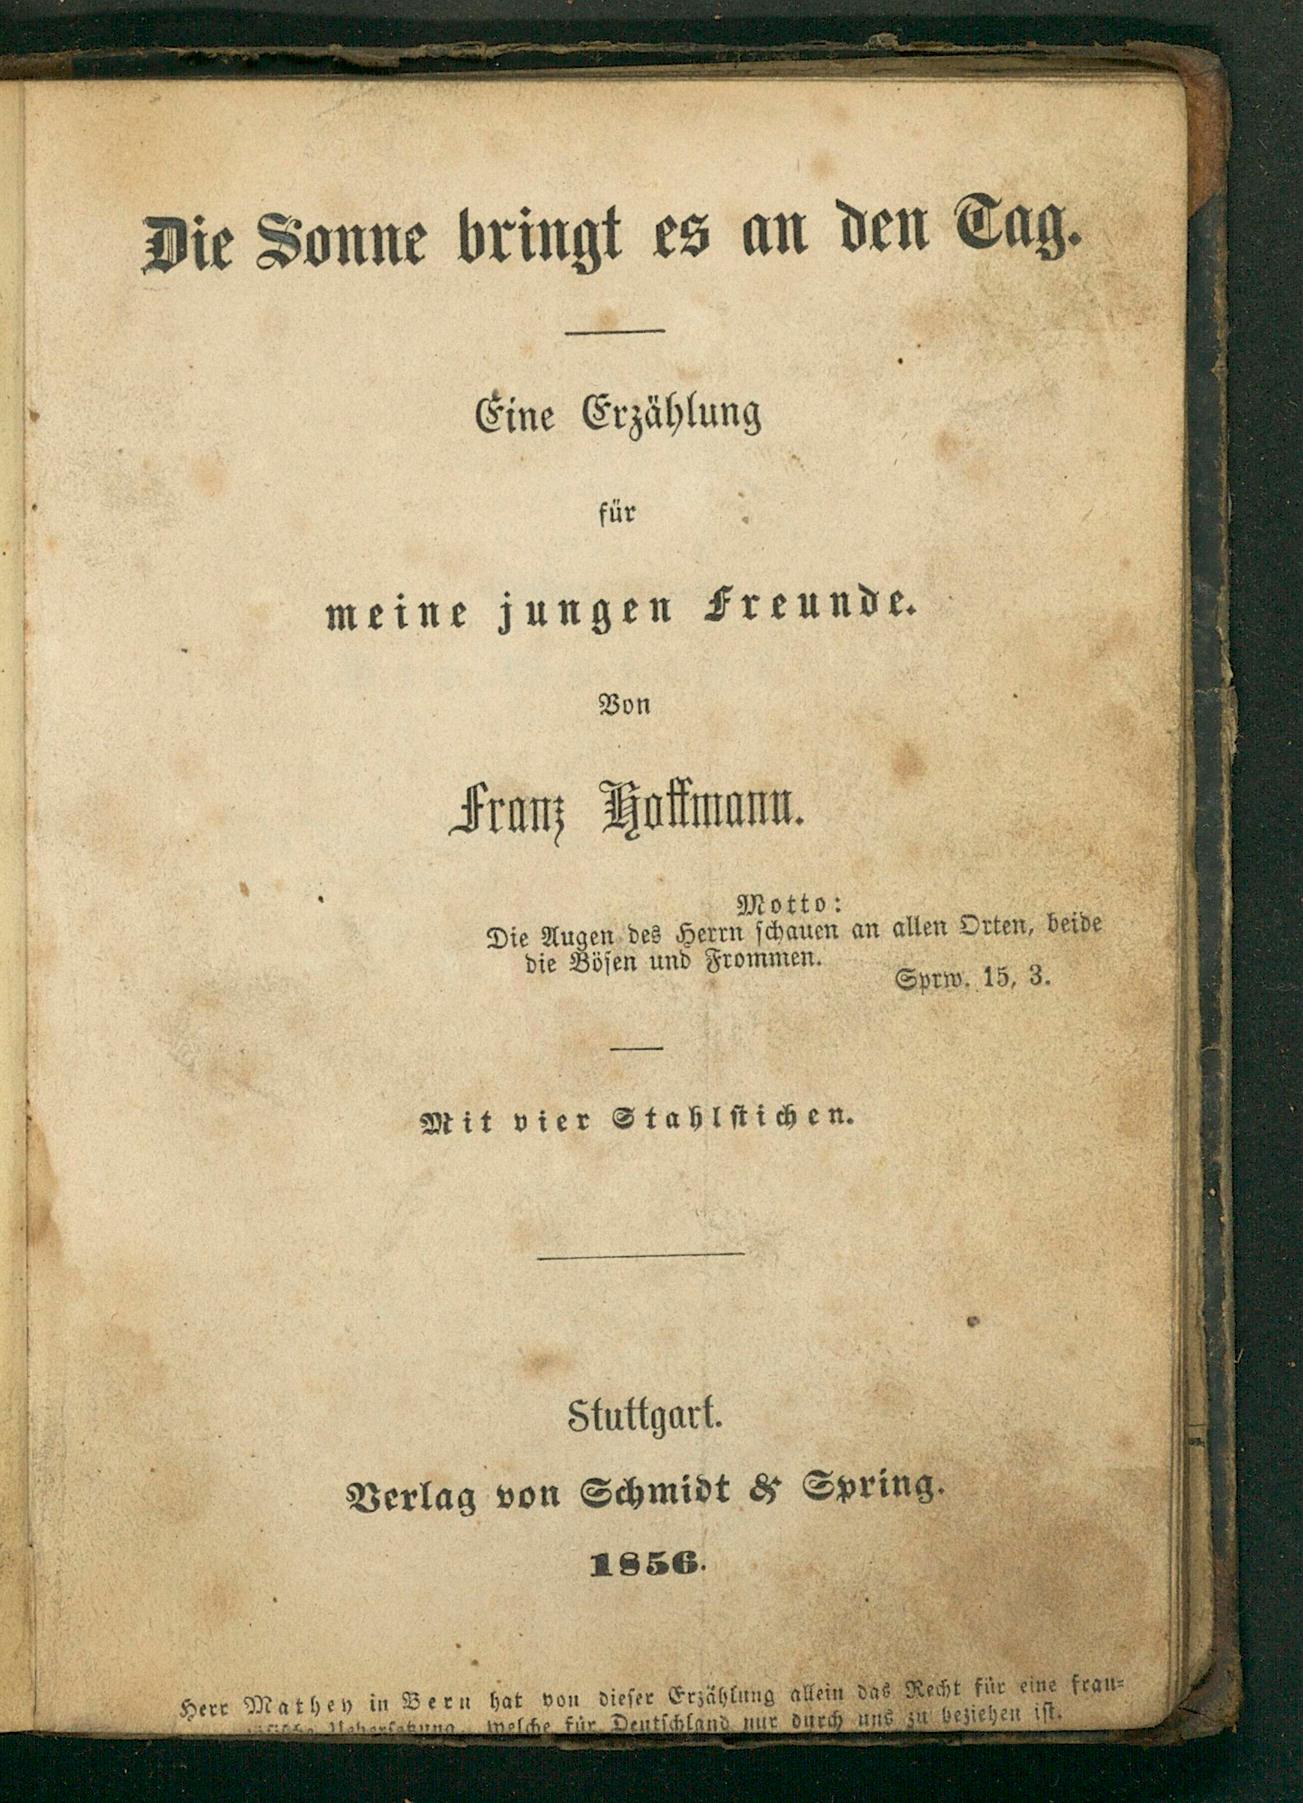 Die Sonne bringt es an den Tag.
Eine Erzählung
für
meine jungen Freunde.
Von
Franz Hoffmann.
Motto:
Die Augen des Herrn schauen an allen Orten, beide
die Bösen und Frommen.
Sprw. 15, 3.
Mit vier Stahlstichen.
Stuttgart.
Verlag von Schmidt & Spring.
1856.
Herr Mathey in Bern hat von dieser Erzählung allein das Recht für eine fran-
zösische Uebersetzung, welche für Deutschland nur durch uns zu beziehen ist.